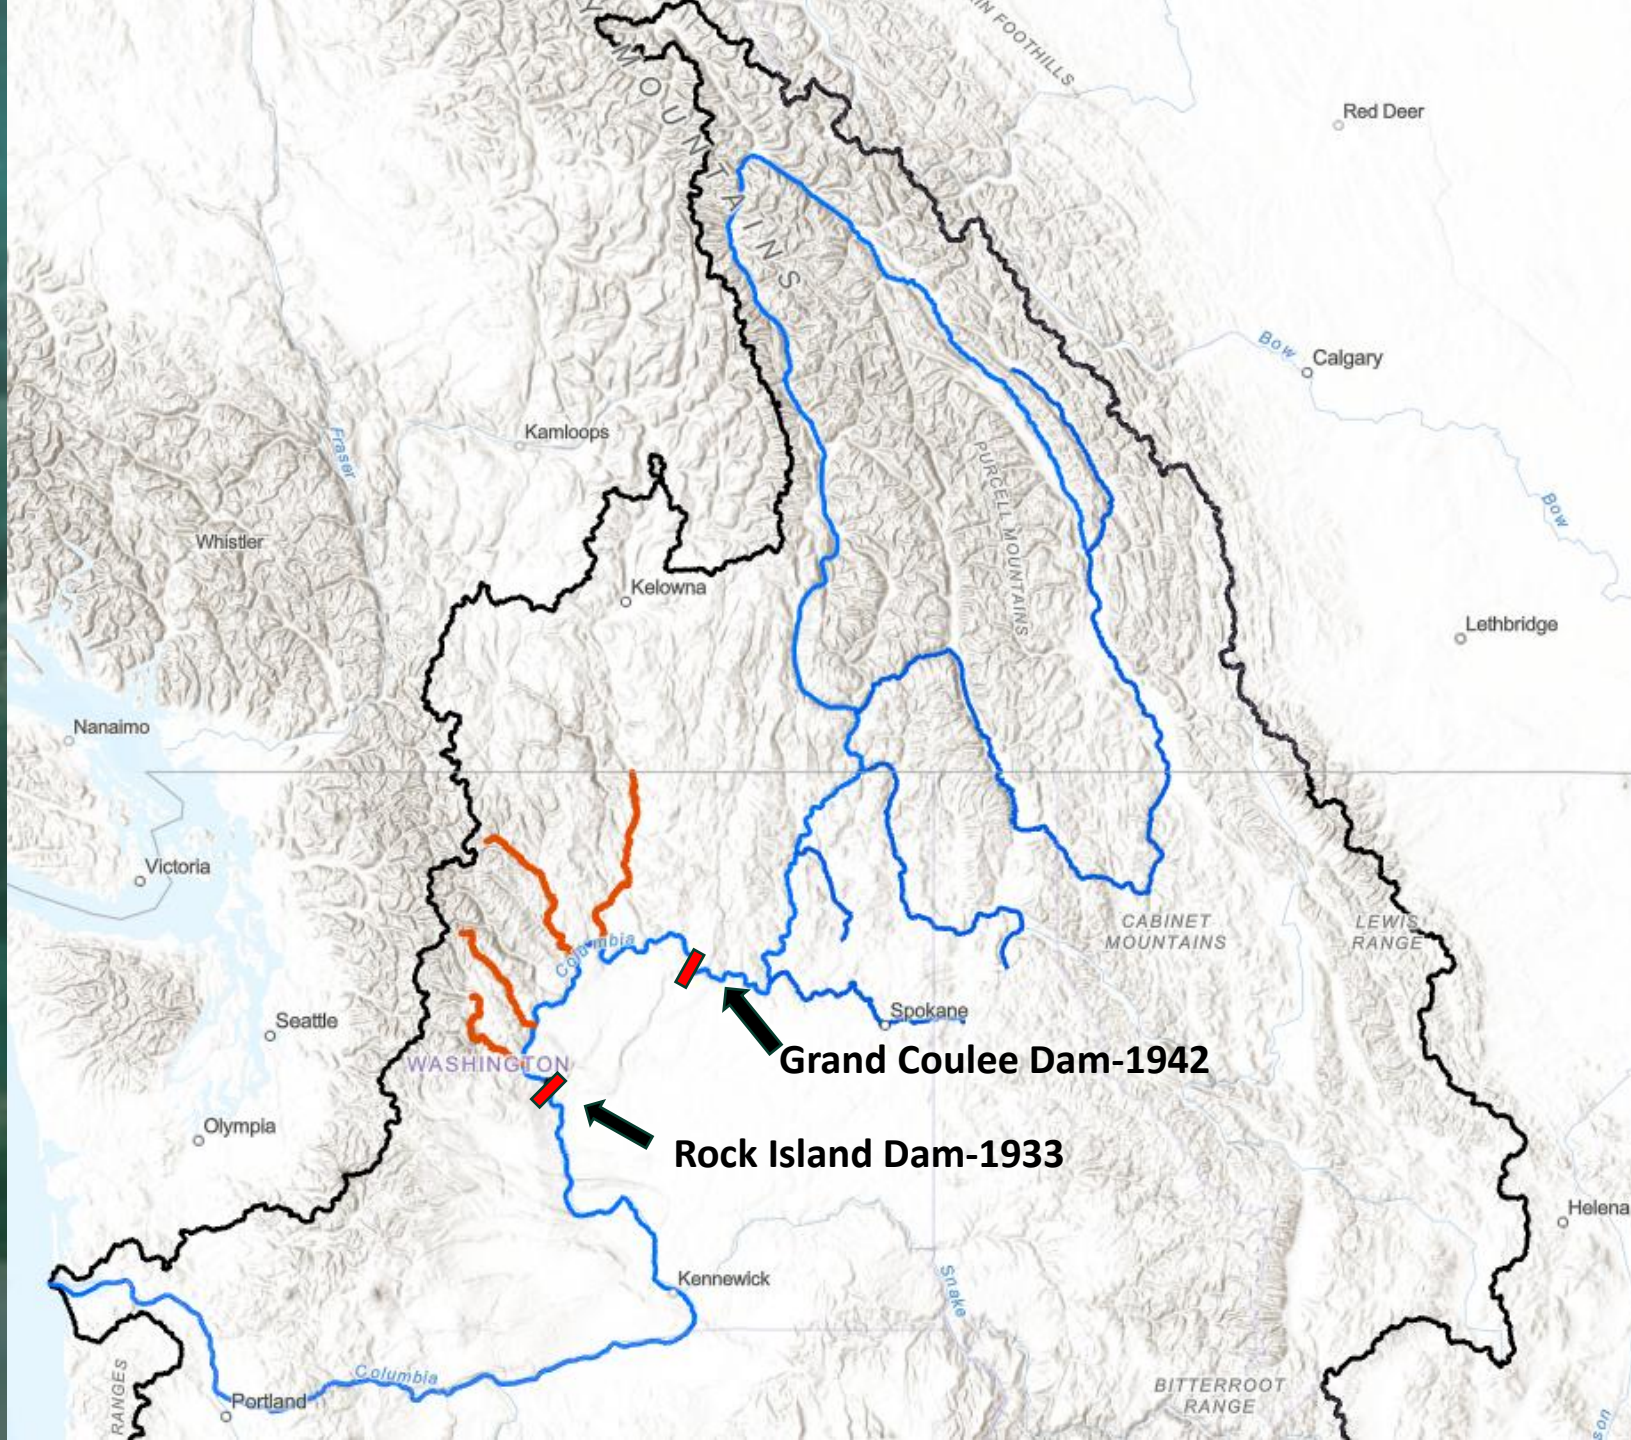 MOUNTAINS
IN FOOTHILLS
Red Deer
Bow
Calgary
Kamloops
Fraser
PURCELL MOUNTAINS
Bow
Whistler
Kelowna
Lethbridge
Nanaimo
Victoria
CABINET
MOUNTAINS
LEWIS
RANGE
Columbia
Spokane
Seattle
WASHINGTON
Grand Coulee Dam-1942
Olympia
Rock Island Dam-1933
Helena
Kennewick
Snake
Columbia
RANGES
Portland
BITTERROOT
RANGE
son